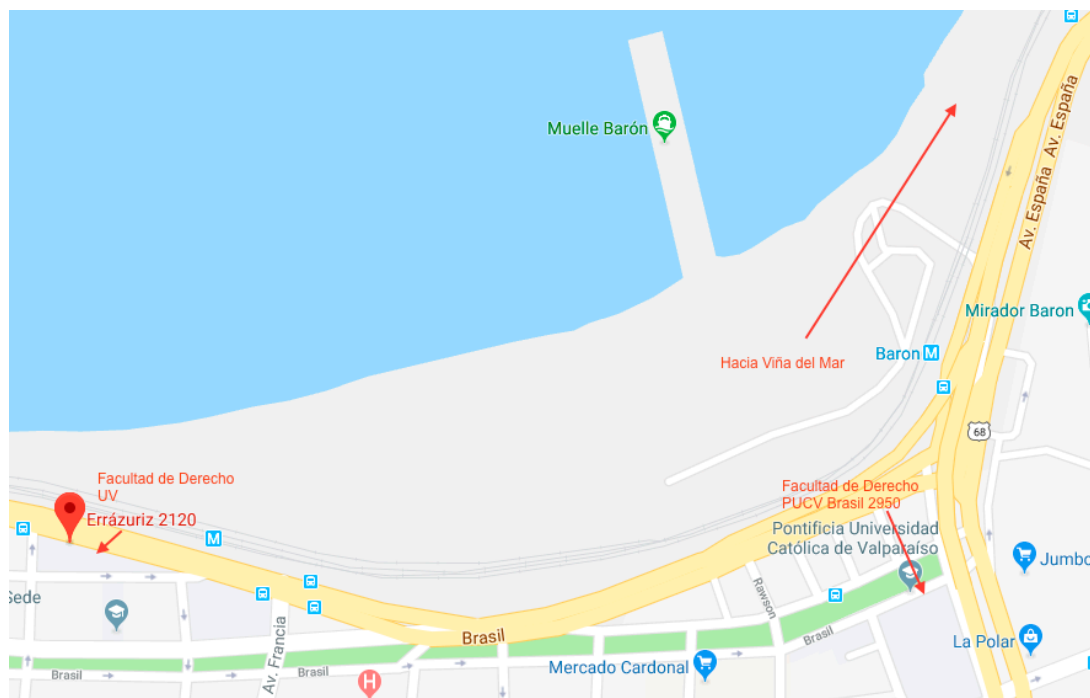 Muelle Barón
Av. España
Av. España
Mirador Baron
Baron M
Hacia Viña del Mar
68
Facultad de Derecho
UV
Errázuriz 2120
M
Facultad de Derecho
PUCV Brasil 2950
Pontificia Universidad
Católica de Valparaíso
Jumbo
Sede
Rawson
Av. Francia
Brasil
Brasil
Brasil
Brasil
H
Mercado Cardonal
La Polar